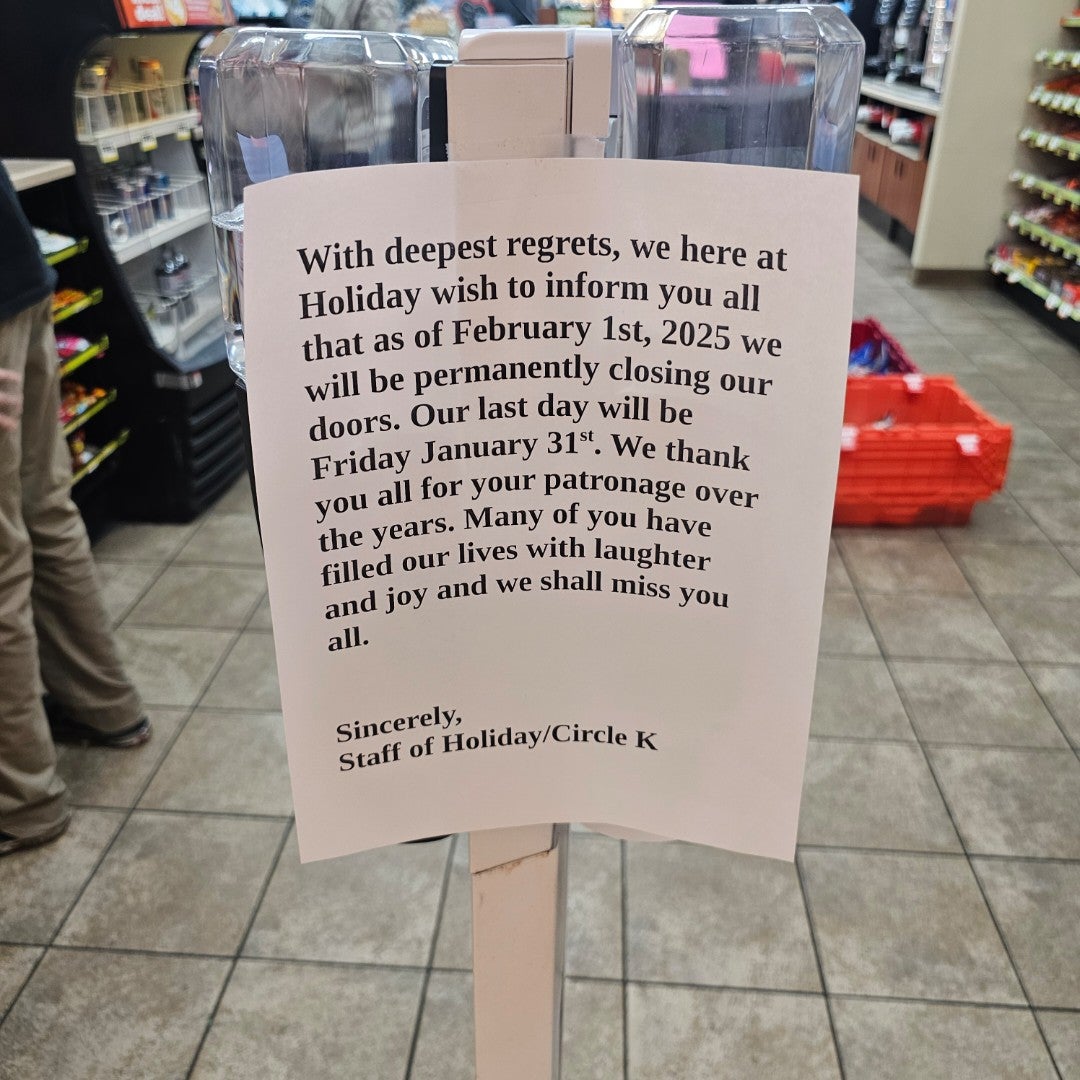 With deepest regrets, we here at
Holiday wish to inform you all
that as of February 1st, 2025 we
will be permanently closing our
doors. Our last day will be
Friday January 31st. We thank
you all for your patronage over
the years. Many of you have
filled our lives with laughter
and joy and we shall miss you
all.
Sincerely,
Staff of Holiday/Circle K